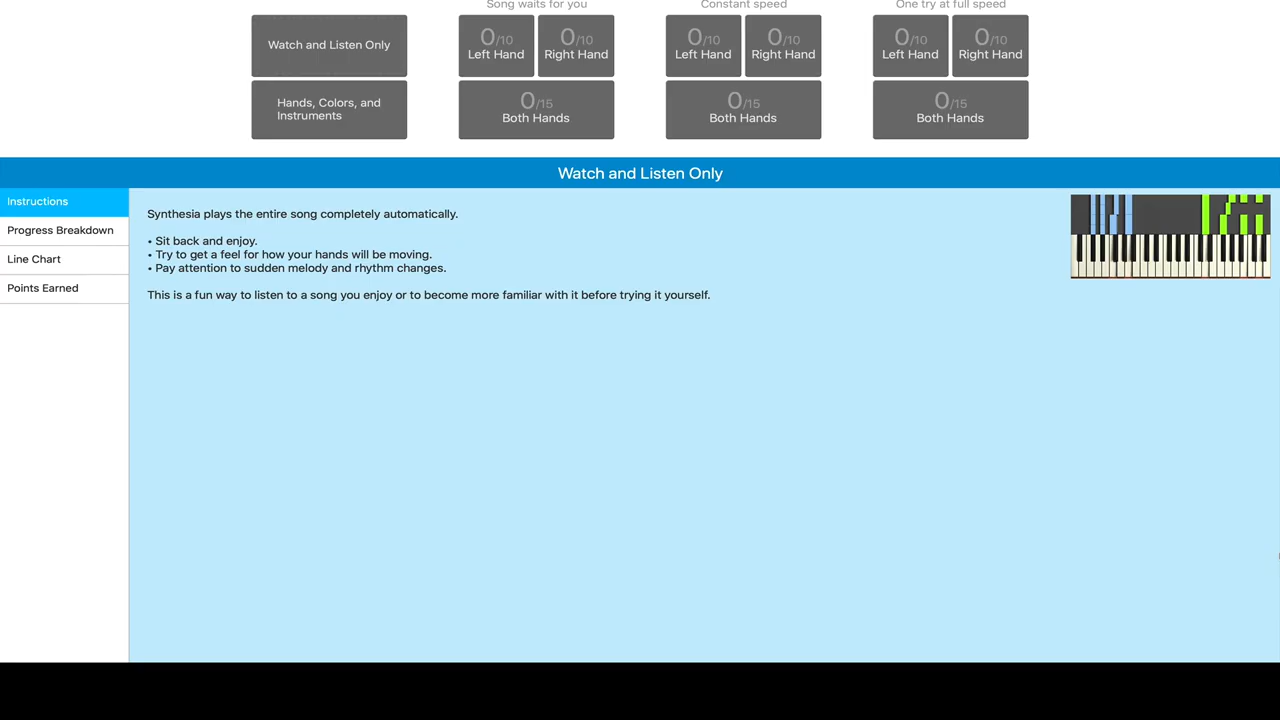 Song waits for you
Constant speed
One try at full speed
Watch and Listen Only
0/10
Left Hand
0/10
Right Hand
0/10
Left Hand
0/10
Right Hand
0/10
Left Hand
0/10
Right Hand
Hands, Colors, and
Instruments
0/15
Both Hands
0/15
Both Hands
0/15
Both Hands
Watch and Listen Only
Instructions
Progress Breakdown
Line Chart
Points Earned
Synthesia plays the entire song completely automatically.
• Sit back and enjoy.
• Try to get a feel for how your hands will be moving.
• Pay attention to sudden melody and rhythm changes.
This is a fun way to listen to a song you enjoy or to become more familiar with it before trying it yourself.